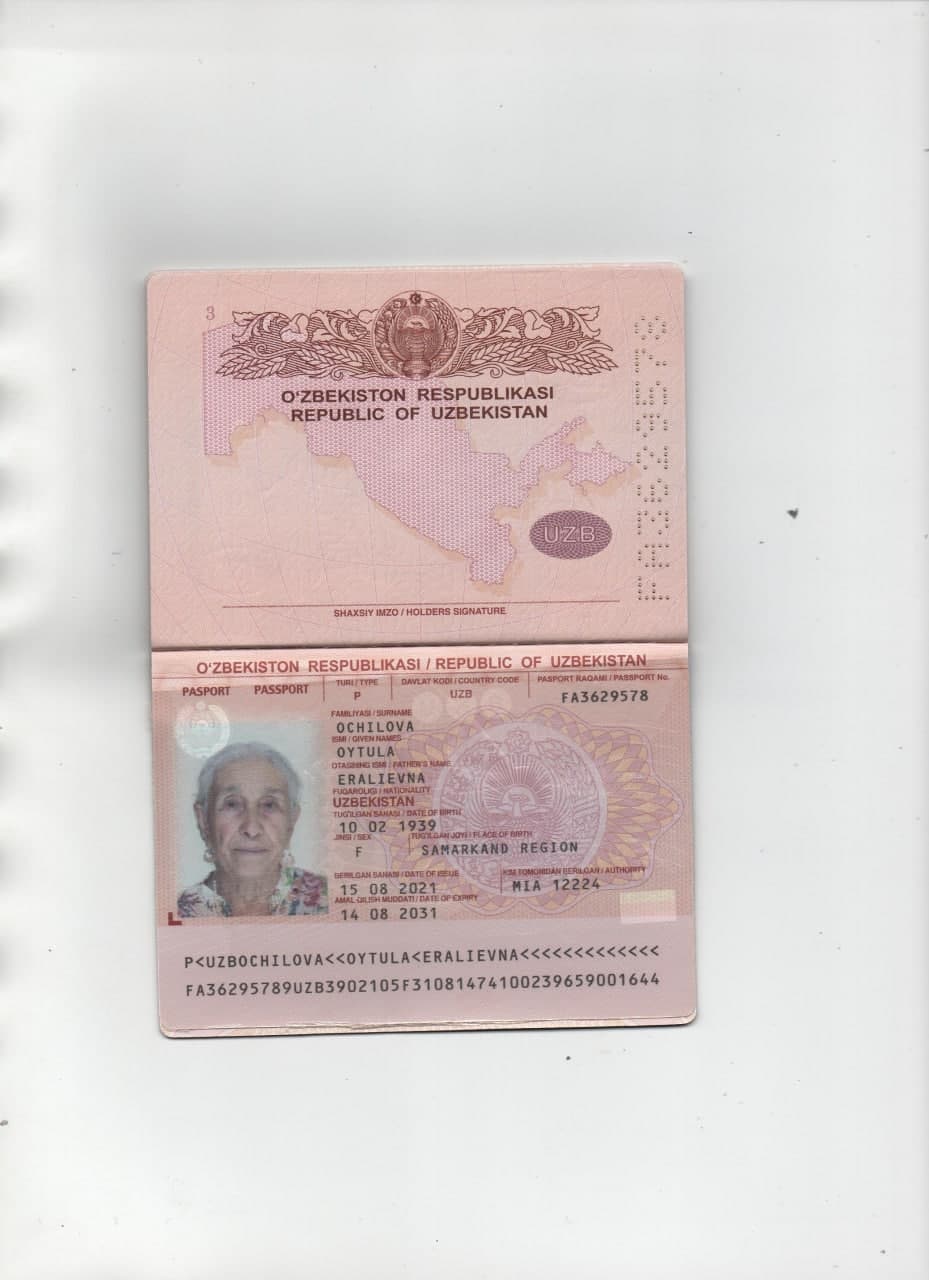 3
O‘ZBEKISTON RESPUBLIKASI
REPUBLIC OF UZBEKISTAN
UZB
SHAXSIY IMZO / HOLDERS SIGNATURE
O‘ZBEKISTON RESPUBLIKASI / REPUBLIC OF UZBEKISTAN
PASPORT PASSPORT
TURI / TYPE
P
DAVLAT KODI / COUNTRY CODE
UZB
PASPORT RAQAMI / PASSPORT No.
FA3629578
FAMILIYASI / SURNAME
OCHILOVA
ISMI / GIVEN NAMES
OYTULA
OTASINING ISMI / FATHER'S NAME
ERALIEVNA
FUQAROLIGI / NATIONALITY
UZBEKISTAN
TUG'ILGAN SANASI / DATE OF BIRTH
10 02 1939
JINSI / SEX
F
TUG'ILGAN JOYI / PLACE OF BIRTH
SAMARKAND REGION
BERILGAN SANASI / DATE OF ISSUE
15 08 2021
KIM TOMONIDAN BERILGAN / AUTHORITY
MIA 12224
AMAL QILISH MUDDATI / DATE OF EXPIRY
14 08 2031
P<UZBOCHILOVA<<OYTULA<ERALIEVNA<<<<<<<<<<<<<
FA36295789UZB3902105F31081474100239659001644